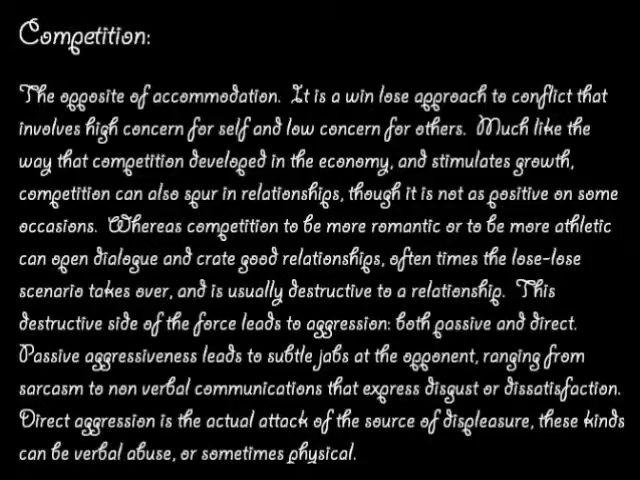 Competition:
The opposite of accommodation. It is a win lose approach to conflict that
involves high concern for self and low concern for others. Much like the
way that competition developed in the economy, and stimulates growth,
competition can also spur in relationships, though it is not as positive on some
occasions. Whereas competition to be more romantic or to be more athletic
can open dialogue and crate good relationships, often times the lose-lose
scenario takes over, and is usually destructive to a relationship. This
destructive side of the force leads to aggression: both passive and direct.
Passive aggressiveness leads to subtle jabs at the opponent, ranging from
sarcasm to non verbal communications that express disgust or dissatisfaction.
Direct aggression is the actual attack of the source of displeasure, these kinds
can be verbal abuse, or sometimes physical.